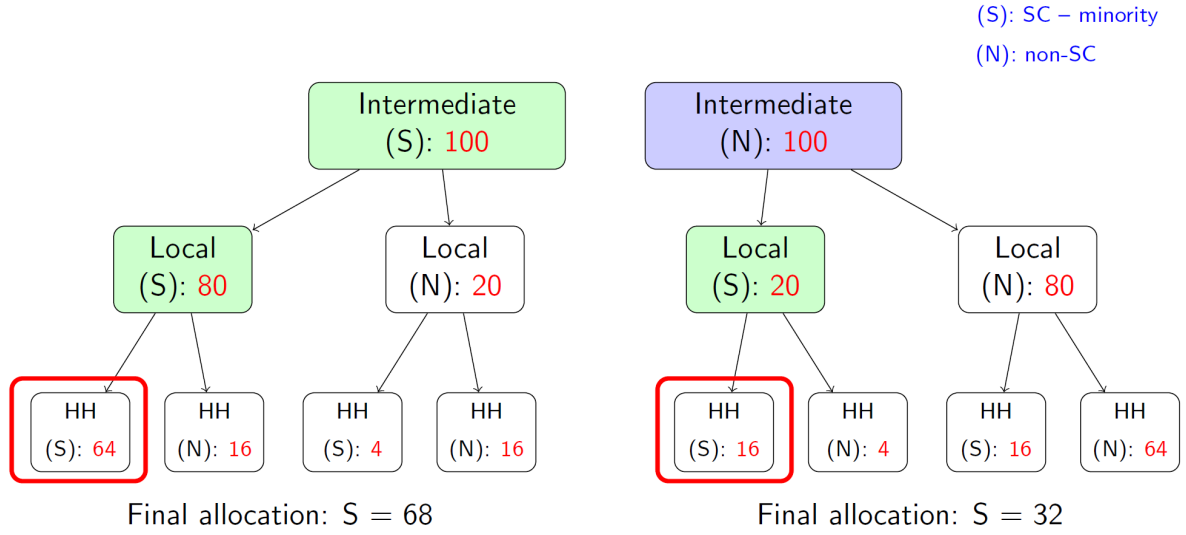 (S): SC – minority
(N): non-SC
Intermediate
(S): 100
Intermediate
(N): 100
Local
(S): 80
Local
(N): 20
Local
(S): 20
Local
(N): 80
HH
(S): 64
HH
(N): 16
HH
(S): 4
HH
(N): 16
HH
(S): 16
HH
(N): 4
HH
(S): 16
HH
(N): 64
Final allocation: S = 68
Final allocation: S = 32